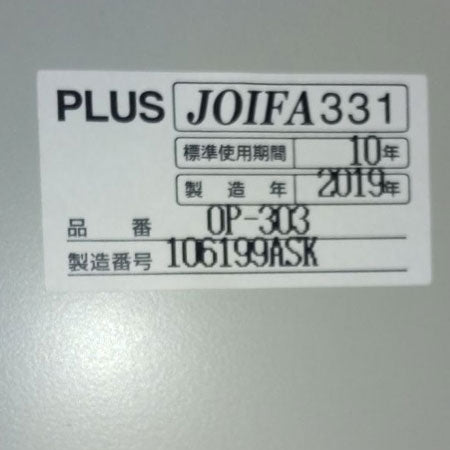 PLUS JOIFA331
標準使用期間 10年
製造年 2019年
品番 OP-303
製造番号 106199ASK